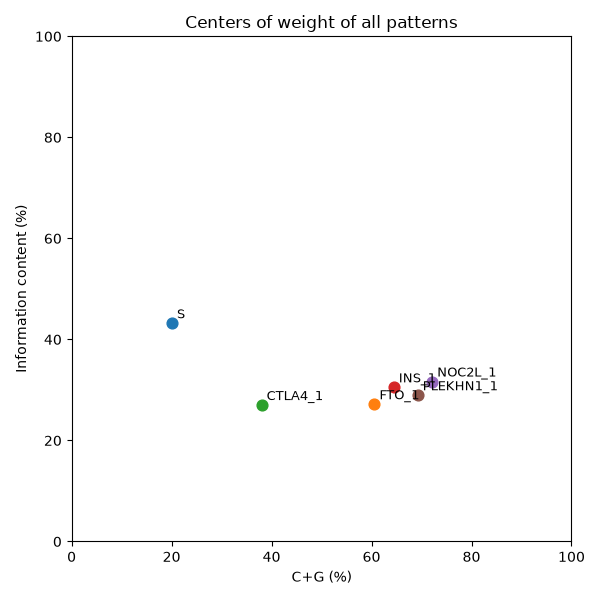 Centers of weight of all patterns
100
80
60
40
20
0
Information content (%)
S
NOC2L_1
INS_1
PLEKHN1_1
FTO_1
CTLA4_1
0 20 40 60 80 100
C+G (%)